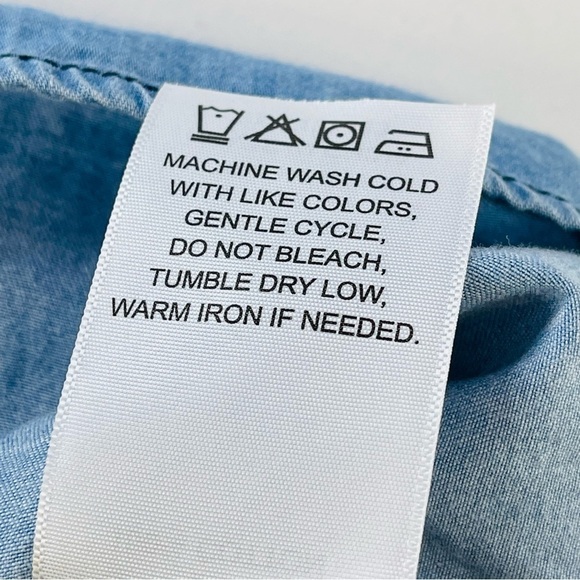 MACHINE WASH COLD
WITH LIKE COLORS,
GENTLE CYCLE,
DO NOT BLEACH,
TUMBLE DRY LOW,
WARM IRON IF NEEDED.